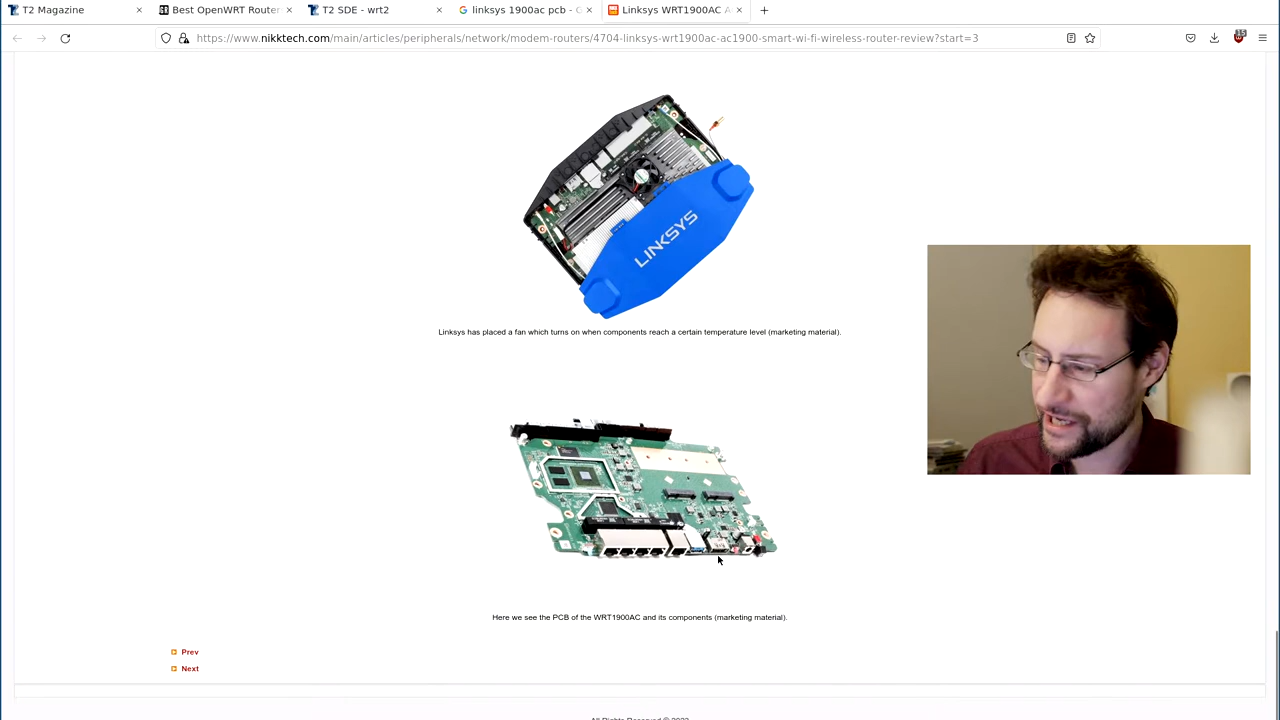 T2 Magazine
Best OpenWRT Router
T2 SDE - wrt2
linksys 1900ac pcb - G
Linksys WRT1900AC A
https://www.nikktech.com/main/articles/peripherals/network/modem-routers/4704-linksys-wrt1900ac-ac1900-smart-wi-fi-wireless-router-review?start=3
15
LINKSYS
Linksys has placed a fan which turns on when components reach a certain temperature level (marketing material).
Here we see the PCB of the WRT1900AC and its components (marketing material).
Prev
Next